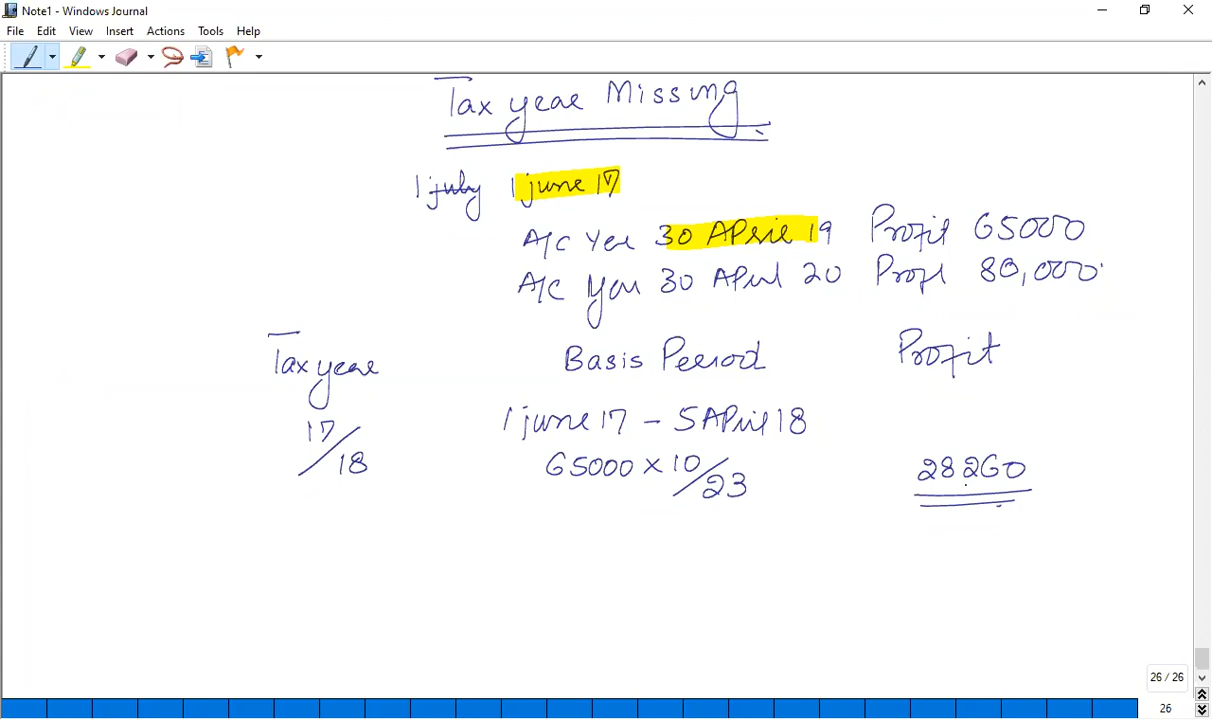 Note1 - Windows Journal
File Edit View Insert Actions Tools Help
Tax year Missing
1 july 1 june 17
A/c Year 30 April 19 Profit 65000
A/c Year 30 April 20 Profit 80,000
Tax year Basis Period Profit
17/18 1 june 17 - 5 April 18
65000 x 10/23 28260
26 / 26
26